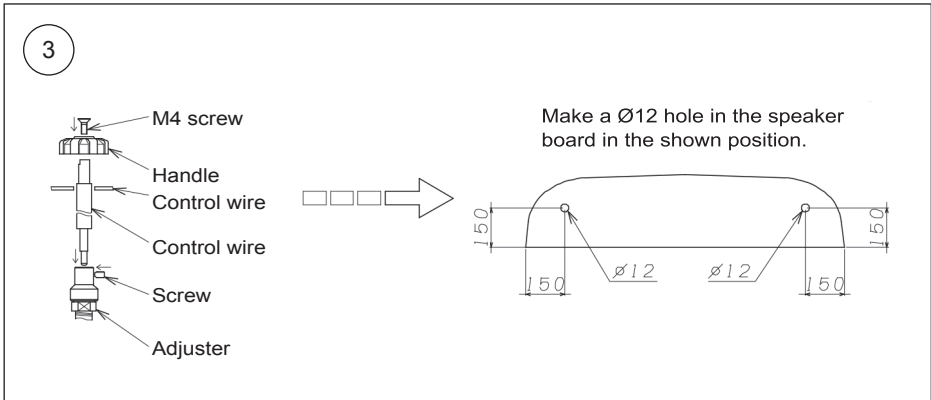 3
M4 screw
Handle
Control wire
Control wire
Screw
Adjuster
Make a Ø12 hole in the speaker
board in the shown position.
150
150
ø12
ø12
150
150